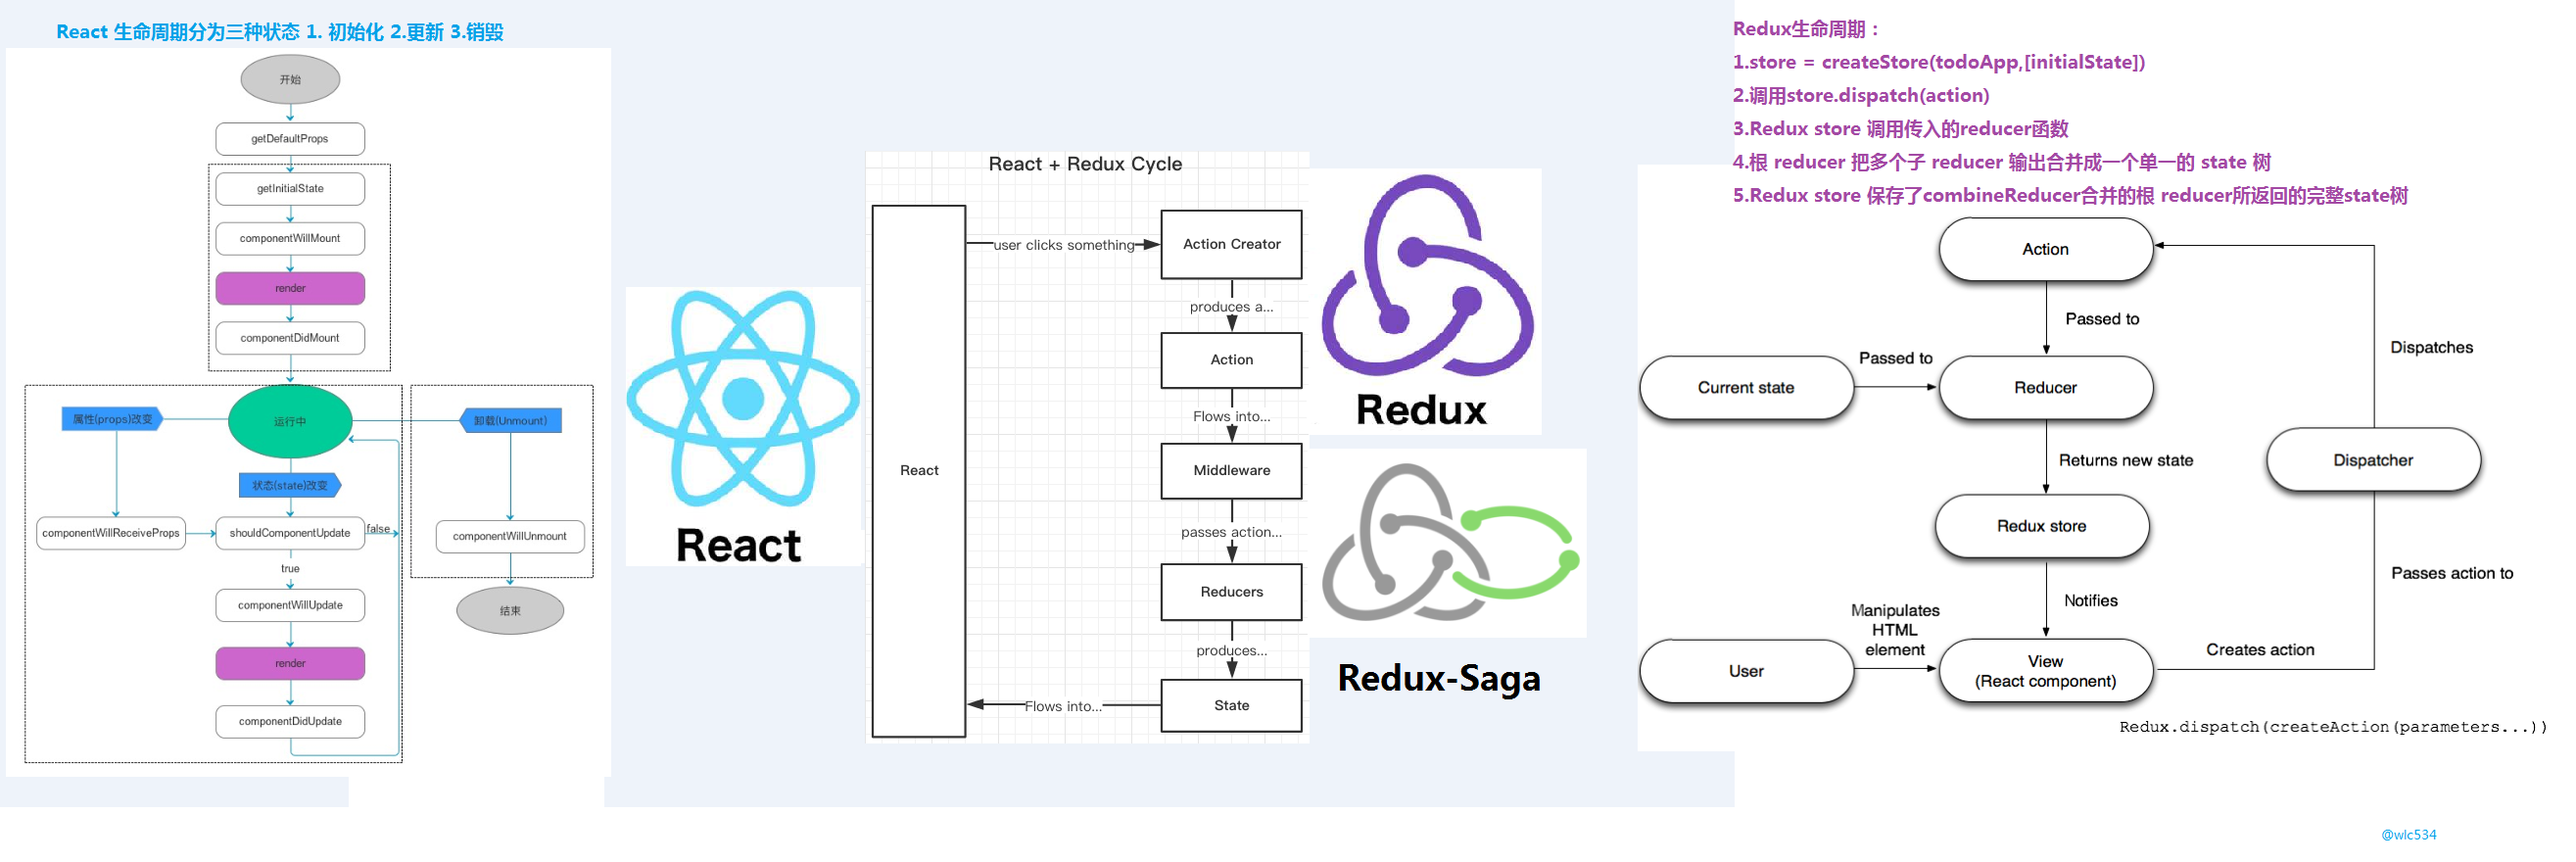 React 生命周期分为三种状态 1. 初始化 2.更新 3.销毁
开始
getDefaultProps
getInitialState
componentWillMount
render
componentDidMount
属性(props)改变
运行中
卸载(Unmount)
状态(state)改变
componentWillReceiveProps
shouldComponentUpdate
false
componentWillUnmount
true
componentWillUpdate
结束
render
componentDidUpdate
React
React + Redux Cycle
React
user clicks something
Action Creator
produces a...
Action
Flows into...
Middleware
passes action...
Reducers
produces...
State
Flows into...
Redux
Redux-Saga
Redux生命周期：
1.store = createStore(todoApp,[initialState])
2.调用store.dispatch(action)
3.Redux store 调用传入的reducer函数
4.根 reducer 把多个子 reducer 输出合并成一个单一的 state 树
5.Redux store 保存了combineReducer合并的根 reducer所返回的完整state树
Action
Passed to
Dispatches
Current state
Passed to
Reducer
Returns new state
Dispatcher
Redux store
Passes action to
Notifies
Manipulates
HTML
element
User
View
(React component)
Creates action
Redux.dispatch(createAction(parameters...))
@wlc534